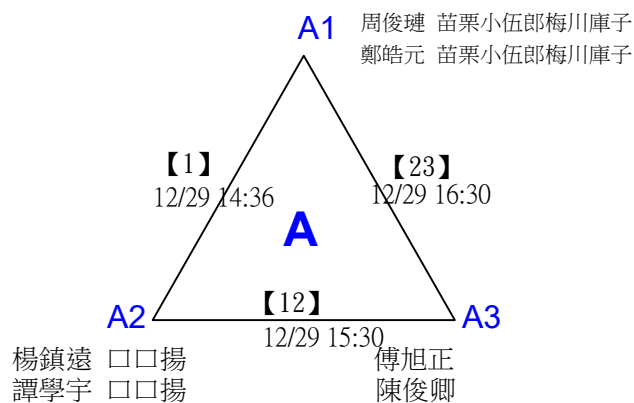 A1
周俊璉 苗栗小伍郎梅川庫子
鄭皓元 苗栗小伍郎梅川庫子
【1】
12/29 14:36
【23】
12/29 16:30
A
【12】
12/29 15:30
A2
A3
楊鎮遠 口口揚
譚學宇 口口揚
傅旭正
陳俊卿